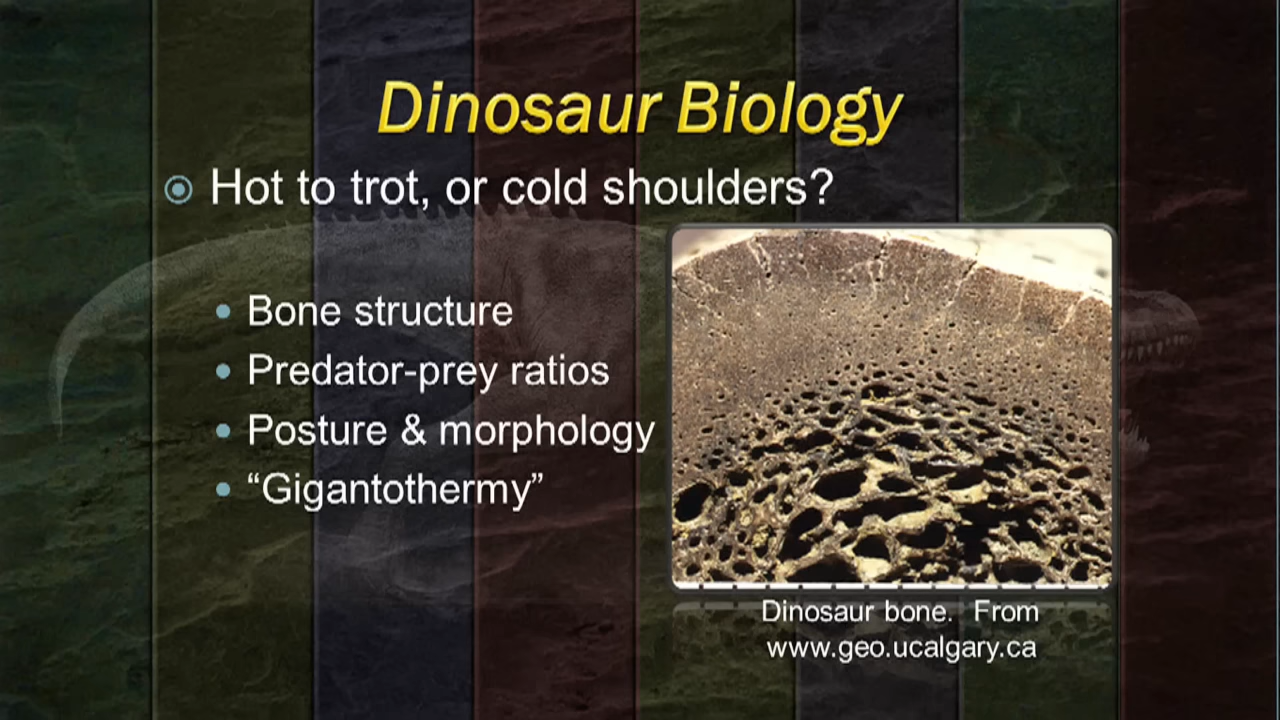 Dinosaur Biology
Hot to trot, or cold shoulders?
Bone structure
Predator-prey ratios
Posture & morphology
“Gigantothermy”
Dinosaur bone. From
www.geo.ucalgary.ca